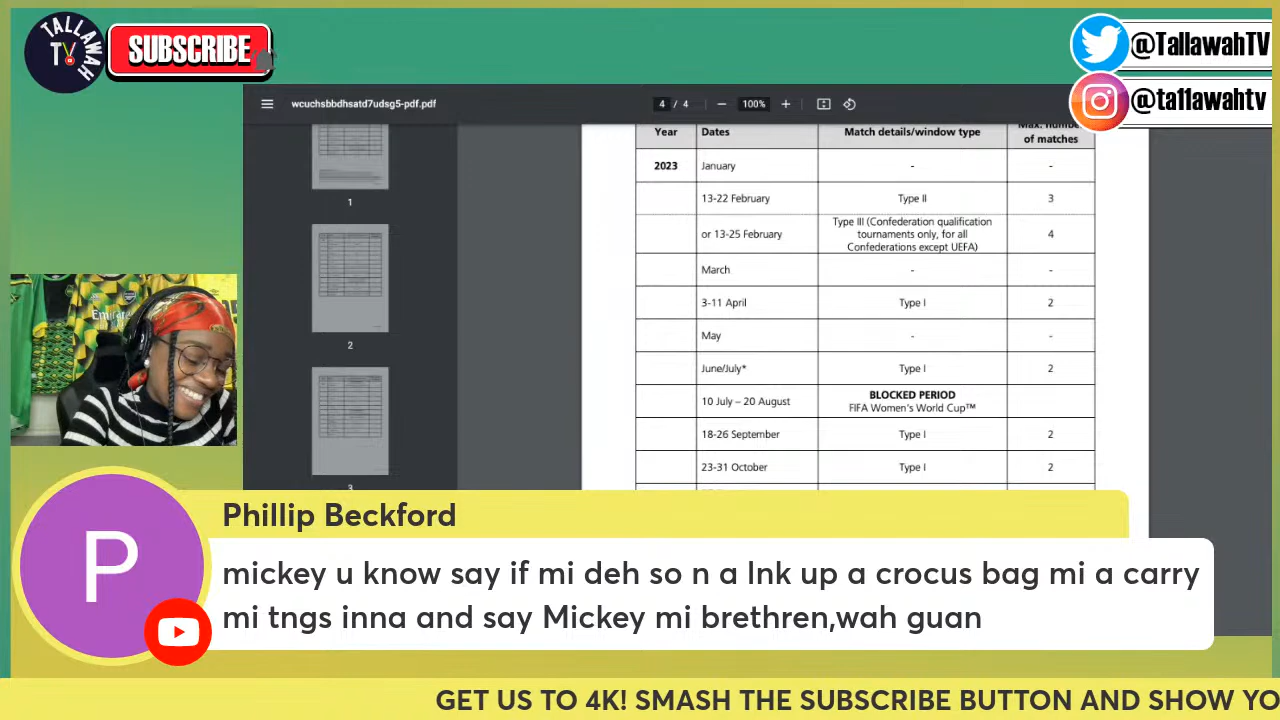 TALLAWAH
TV
SUBSCRIBE
@TallawahTV
@ta11awahtv
wcuchsbbdhsatd7udsg5-pdf.pdf
4 / 4
100%
Year Dates Match details/window type Max. number of matches
2023 January - -
13-22 February Type II 3
or 13-25 February Type III (Confederation qualification
tournaments only, for all
Confederations except UEFA) 4
March - -
3-11 April Type I 2
May - -
June/July* Type I 2
10 July – 20 August BLOCKED PERIOD
FIFA Women's World Cup™
18-26 September Type I 2
23-31 October Type I 2
1
2
3
Phillip Beckford
P
mickey u know say if mi deh so n a lnk up a crocus bag mi a carry
mi tngs inna and say Mickey mi brethren,wah guan
GET US TO 4K! SMASH THE SUBSCRIBE BUTTON AND SHOW YO